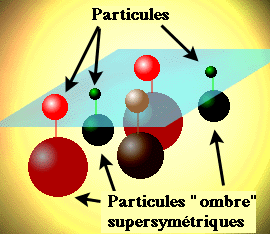 Particules
Particules " ombre"
supersymétriques